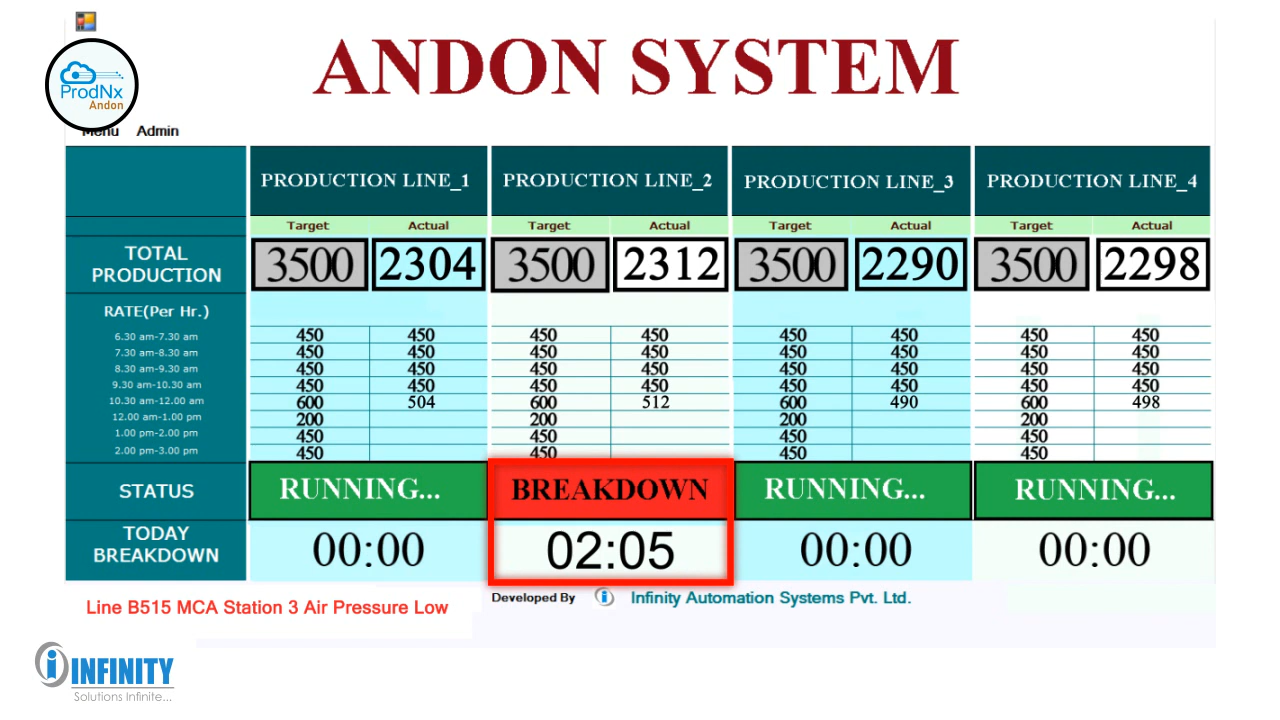 ANDON SYSTEM
ProdNx
Andon
Menu Admin
PRODUCTION LINE_1 PRODUCTION LINE_2 PRODUCTION LINE_3 PRODUCTION LINE_4
Target Actual Target Actual Target Actual Target Actual
TOTAL
PRODUCTION
3500 2304 3500 2312 3500 2290 3500 2298
RATE(Per Hr.)
6.30 am-7.30 am 450 450 450 450 450 450 450 450
7.30 am-8.30 am 450 450 450 450 450 450 450 450
8.30 am-9.30 am 450 450 450 450 450 450 450 450
9.30 am-10.30 am 450 450 450 450 450 450 450 450
10.30 am-12.00 am 600 504 600 512 600 490 600 498
12.00 am-1.00 pm 200 200 200 200
1.00 pm-2.00 pm 450 450 450 450
2.00 pm-3.00 pm 450 450 450 450
STATUS RUNNING... BREAKDOWN RUNNING... RUNNING...
TODAY
BREAKDOWN
00:00 02:05 00:00 00:00
Line B515 MCA Station 3 Air Pressure Low
Developed By i Infinity Automation Systems Pvt. Ltd.
i INFINITY
Solutions Infinite...